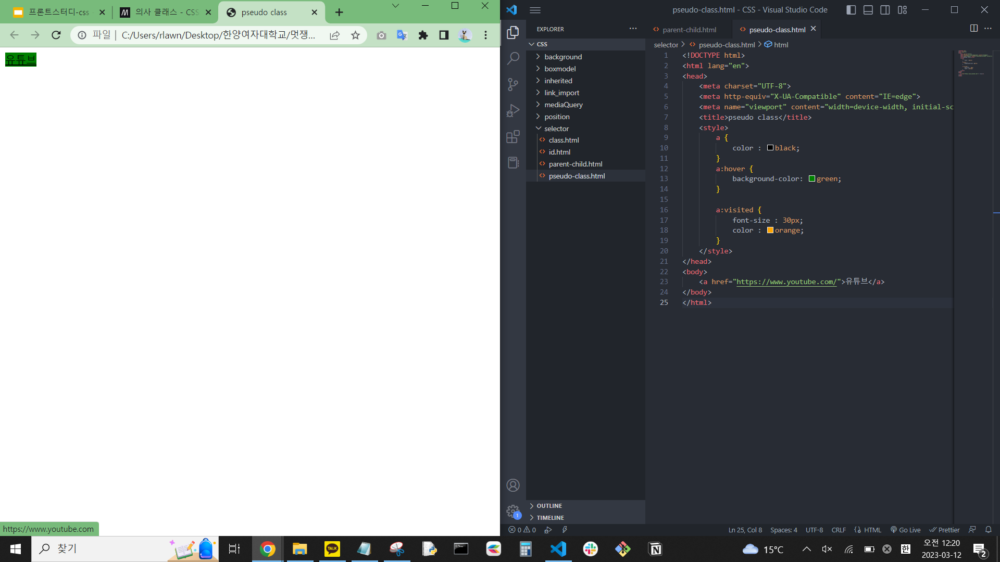 프론트스터디-css
의사 클래스 - CSS
pseudo class
파일
C:/Users/rlawn/Desktop/한양여자대학교/멋쟁...
유튜브
https://www.youtube.com
pseudo-class.html - CSS - Visual Studio Code
EXPLORER
CSS
background
boxmodel
inherited
link_import
mediaQuery
position
selector
class.html
id.html
parent-child.html
pseudo-class.html
OUTLINE
TIMELINE
parent-child.html
pseudo-class.html
selector > pseudo-class.html > html
1 <!DOCTYPE html>
2 <html lang="en">
3 <head>
4 <meta charset="UTF-8">
5 <meta http-equiv="X-UA-Compatible" content="IE=edge">
6 <meta name="viewport" content="width=device-width, initial-sc
7 <title>pseudo class</title>
8 <style>
9 a {
10 color : black;
11 }
12 a:hover {
13 background-color: green;
14 }
15
16 a:visited {
17 font-size : 30px;
18 color : orange;
19 }
20 </style>
21 </head>
22 <body>
23 <a href="https://www.youtube.com/">유튜브</a>
24 </body>
25 </html>
1
0 0
Ln 25, Col 8
Spaces: 4
UTF-8
CRLF
HTML
Go Live
Prettier
찾기
TALK
15°C
한
오전 12:20
2023-03-12
2